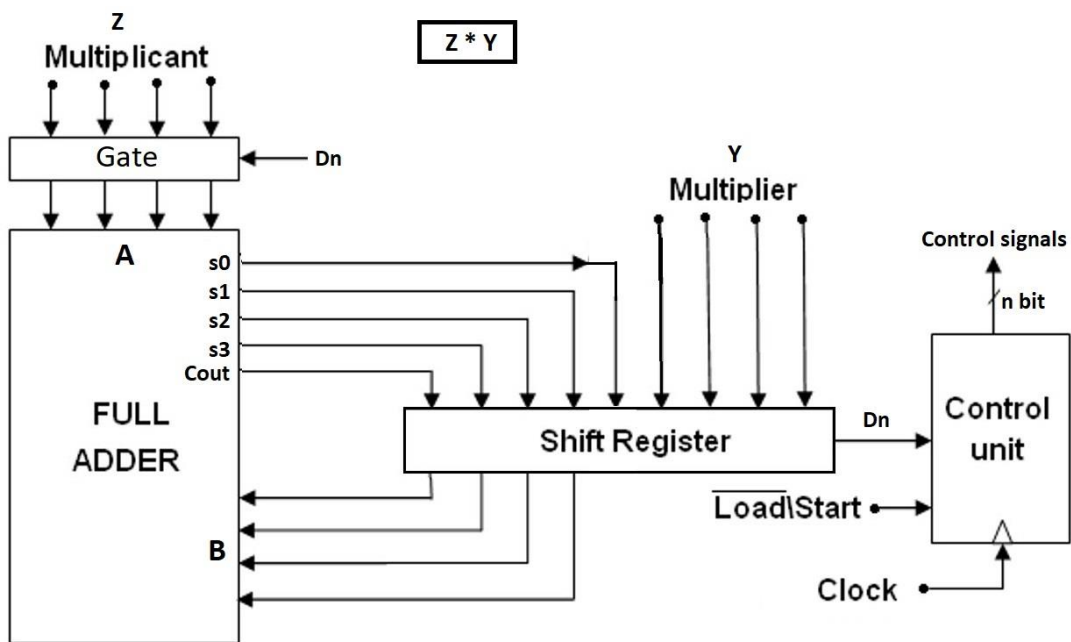 Z
Multiplicant
Z * Y
Gate
Dn
Y
Multiplier
A
s0
s1
s2
s3
Cout
FULL
ADDER
B
Shift Register
Dn
Load\Start
Clock
Control signals
n bit
Control
unit